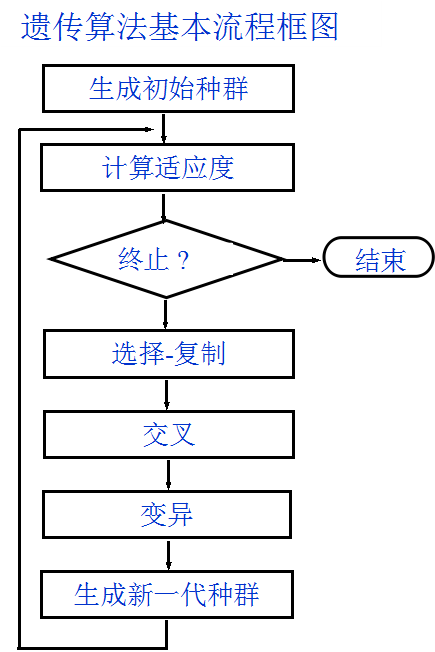 遗传算法基本流程框图
生成初始种群
计算适应度
终止？
结束
选择-复制
交叉
变异
生成新一代种群